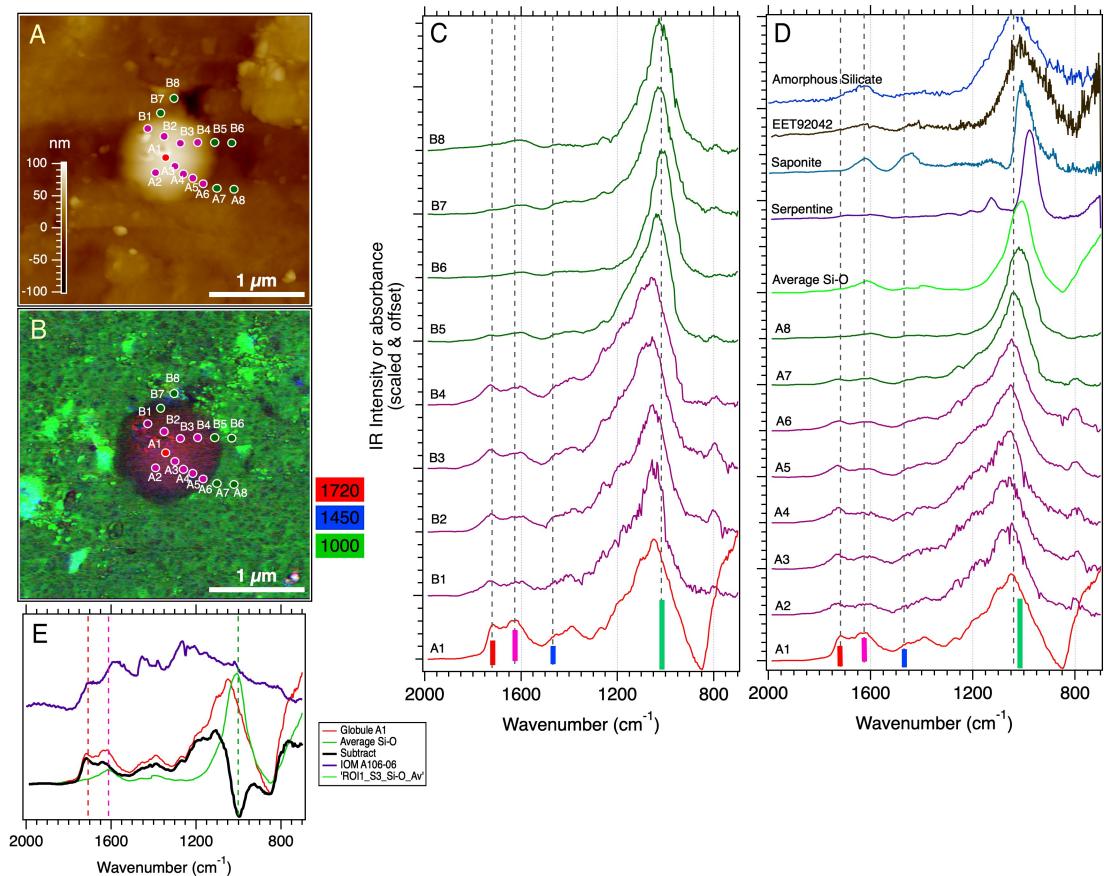 A
B8
B7
B1
B2
B3
B4
B5
B6
A1
A3
A2
A4
A5
A6
A7
A8
nm
100
50
0
-50
-100
1 µm
B
B8
B7
B1
B2
B3
B4
B5
B6
A1
A2
A3
A4
A5
A6
A7
A8
1 µm
1720
1450
1000
C
IR Intensity or absorbance
(scaled & offset)
B8
B7
B6
B5
B4
B3
B2
B1
A1
2000
1600
1200
800
Wavenumber (cm-1)
D
Amorphous Silicate
EET92042
Saponite
Serpentine
Average Si-O
A8
A7
A6
A5
A4
A3
A2
A1
2000
1600
1200
800
Wavenumber (cm-1)
E
2000
1600
1200
800
Wavenumber (cm-1)
Globule A1
Average Si-O
Subtract
IOM A106-06
'ROI1_S3_Si-O_Av'